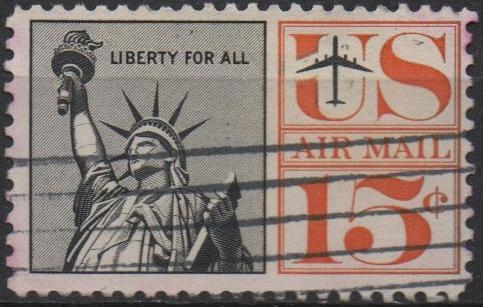 LIBERTY FOR ALL
US
AIR MAIL
15¢